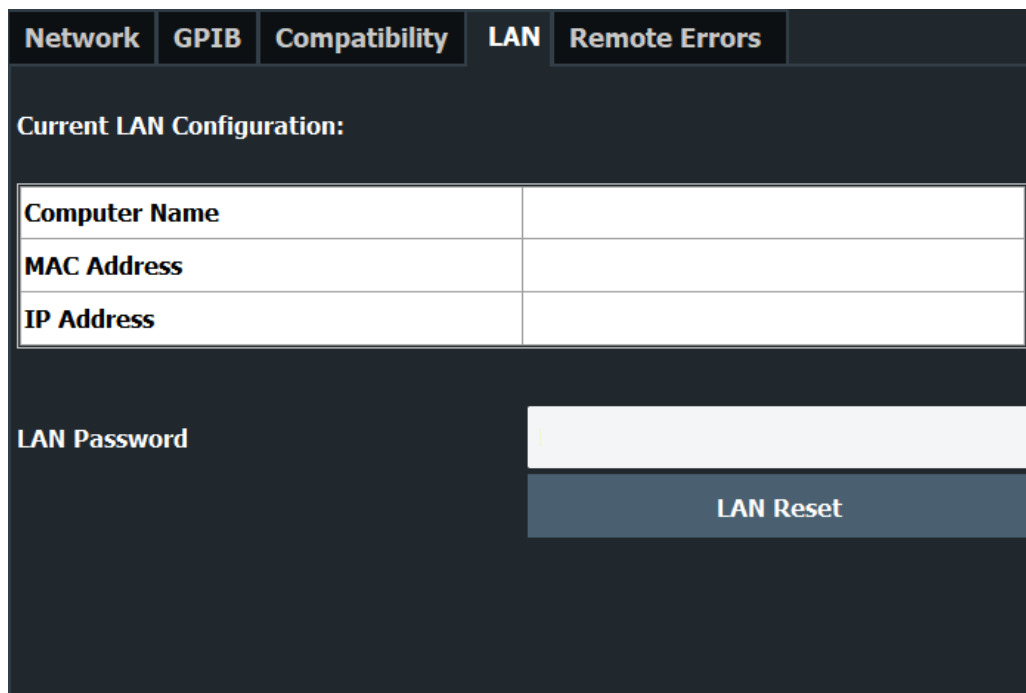 Network GPIB Compatibility LAN Remote Errors
Current LAN Configuration:
Computer Name
MAC Address
IP Address
LAN Password
LAN Reset